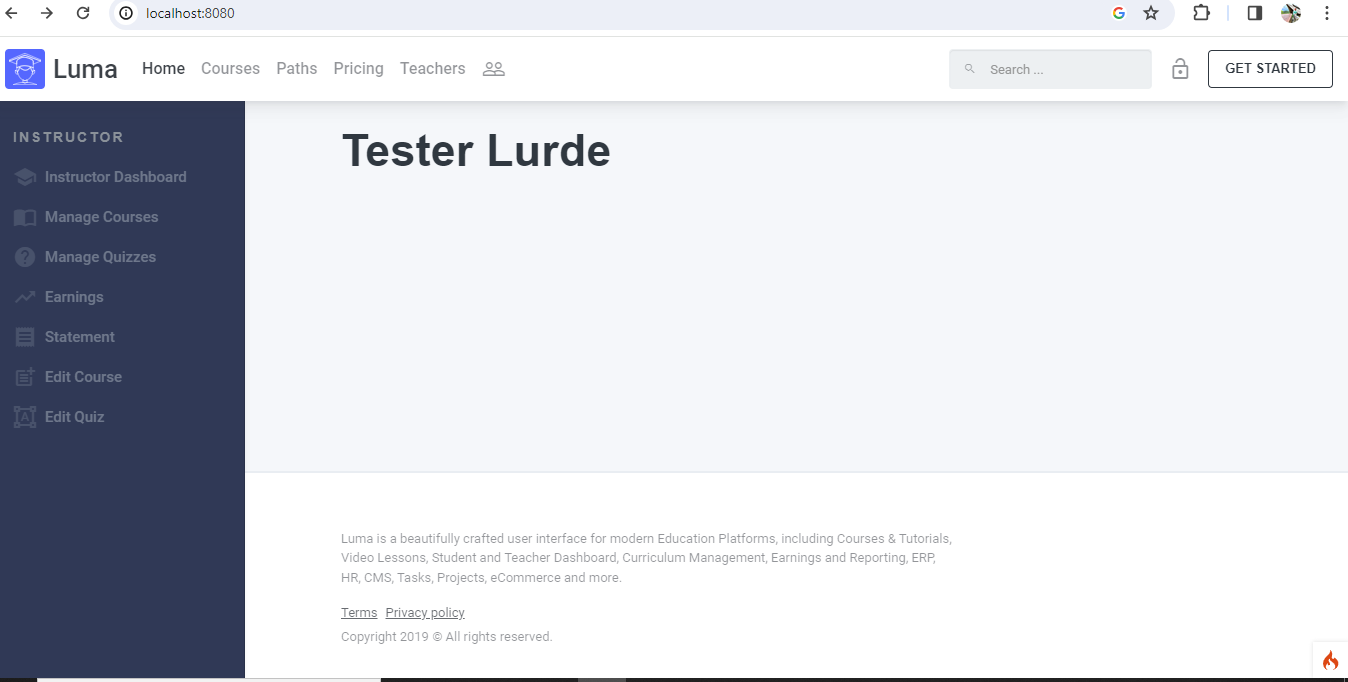 localhost:8080
Luma Home Courses Paths Pricing Teachers Search ... GET STARTED
INSTRUCTOR
Instructor Dashboard
Manage Courses
Manage Quizzes
Earnings
Statement
Edit Course
Edit Quiz
Tester Lurde
Luma is a beautifully crafted user interface for modern Education Platforms, including Courses & Tutorials,
Video Lessons, Student and Teacher Dashboard, Curriculum Management, Earnings and Reporting, ERP,
HR, CMS, Tasks, Projects, eCommerce and more.
Terms Privacy policy
Copyright 2019 © All rights reserved.